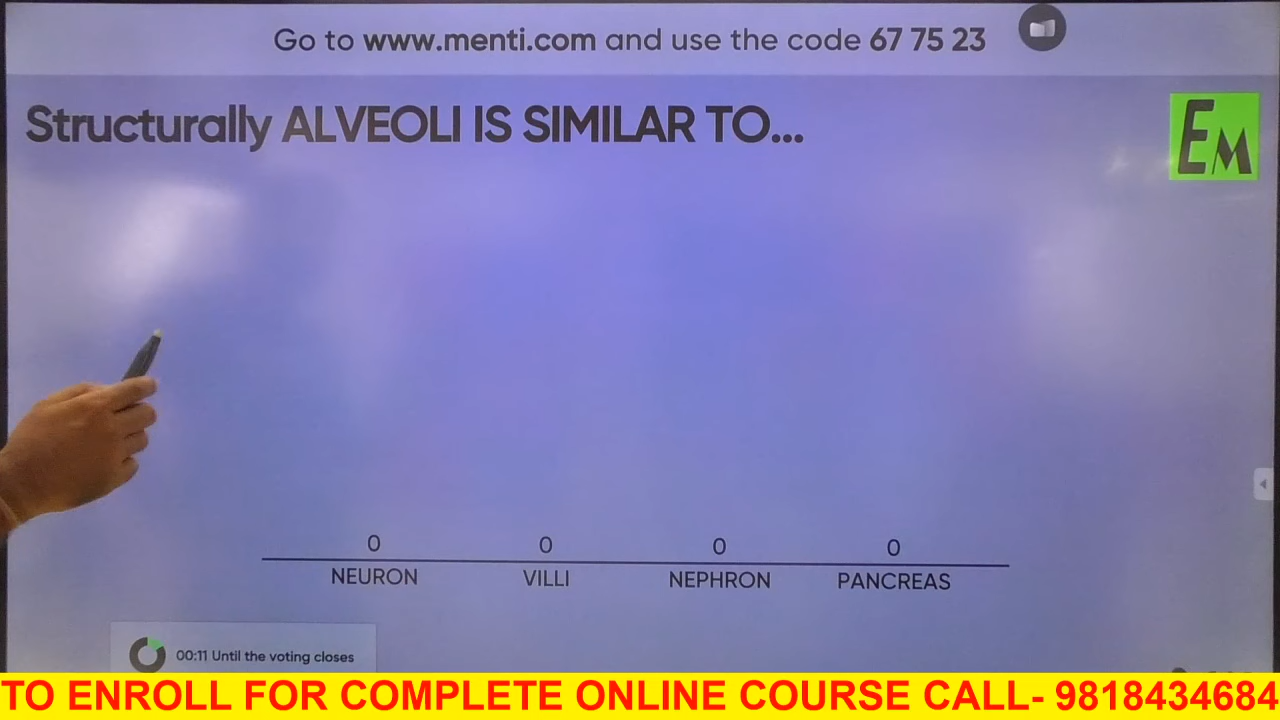 Go to www.menti.com and use the code 67 75 23
Structurally ALVEOLI IS SIMILAR TO...
EM
0 0 0 0
NEURON VILLI NEPHRON PANCREAS
00:11 Until the voting closes
TO ENROLL FOR COMPLETE ONLINE COURSE CALL- 9818434684